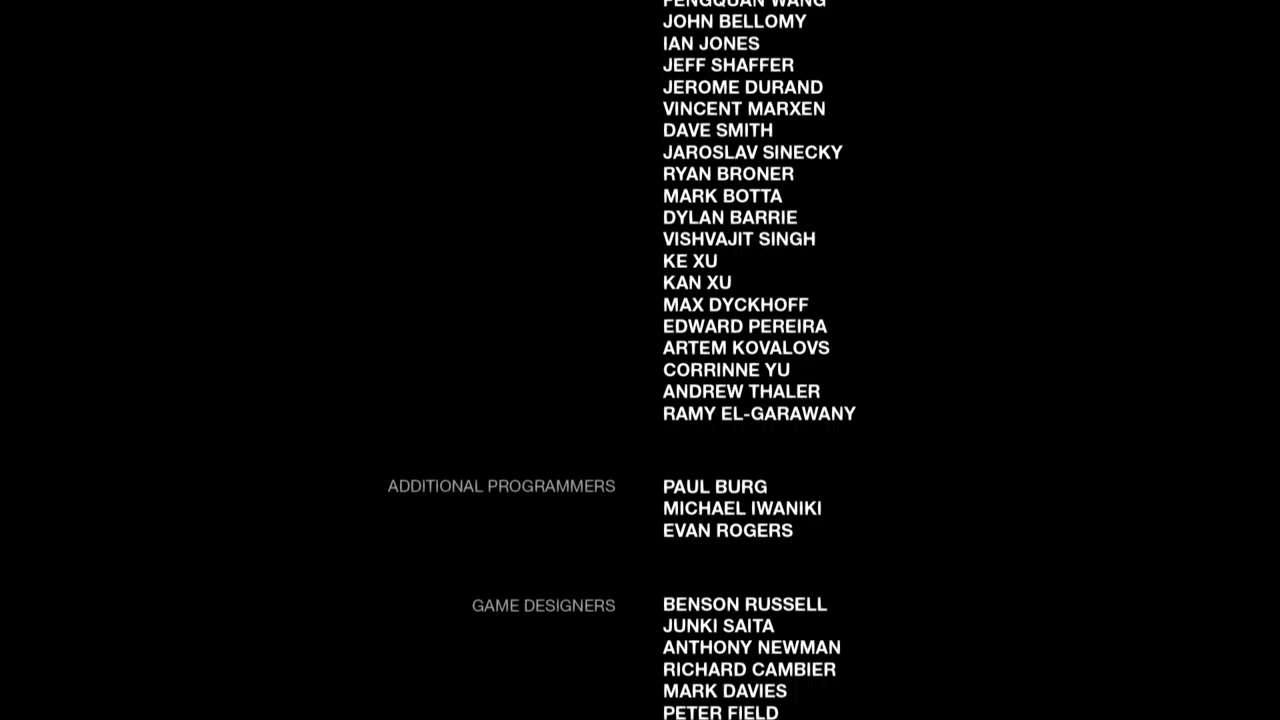 PENGQUAN WANG
JOHN BELLOMY
IAN JONES
JEFF SHAFFER
JEROME DURAND
VINCENT MARXEN
DAVE SMITH
JAROSLAV SINECKY
RYAN BRONER
MARK BOTTA
DYLAN BARRIE
VISHVAJIT SINGH
KE XU
KAN XU
MAX DYCKHOFF
EDWARD PEREIRA
ARTEM KOVALOVS
CORRINNE YU
ANDREW THALER
RAMY EL-GARAWANY
ADDITIONAL PROGRAMMERS PAUL BURG
MICHAEL IWANIKI
EVAN ROGERS
GAME DESIGNERS BENSON RUSSELL
JUNKI SAITA
ANTHONY NEWMAN
RICHARD CAMBIER
MARK DAVIES
PETER FIELD